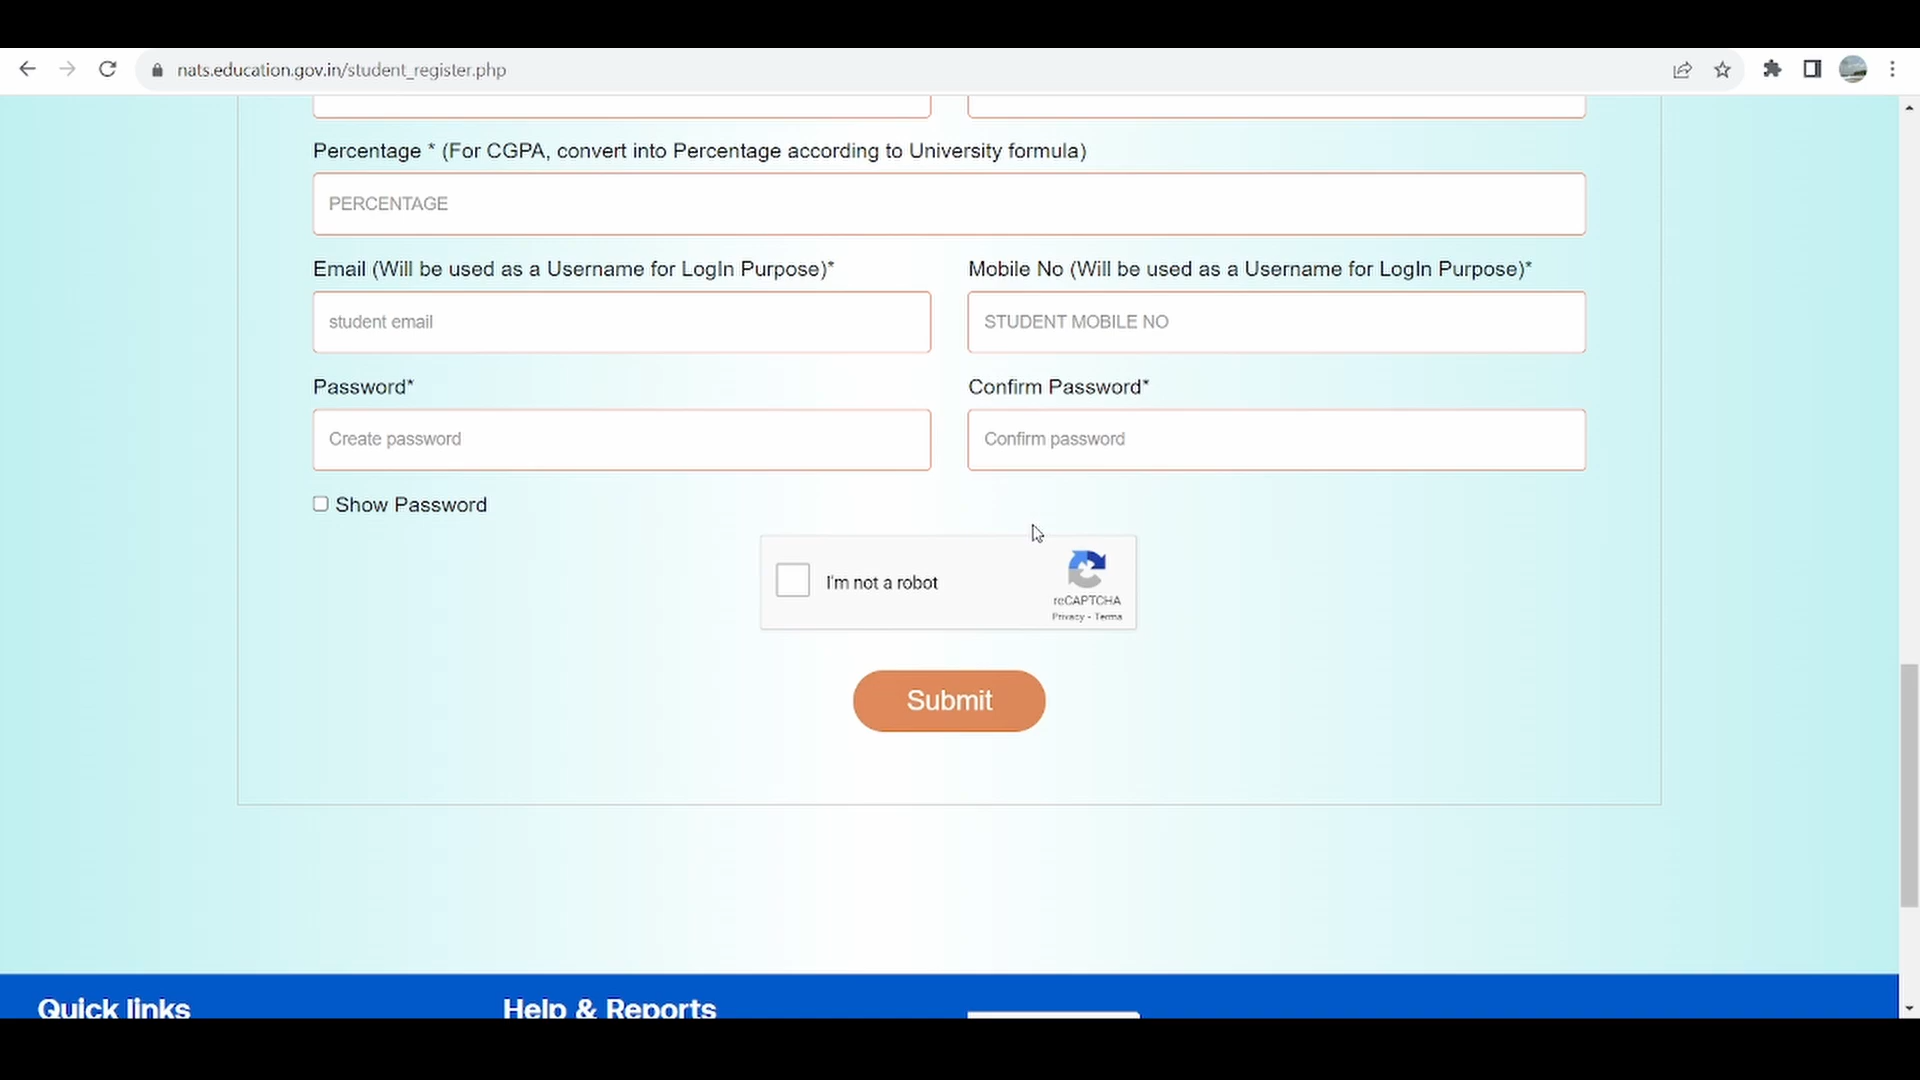 nats.education.gov.in/student_register.php
Percentage * (For CGPA, convert into Percentage according to University formula)
PERCENTAGE
Email (Will be used as a Username for LogIn Purpose)*
Mobile No (Will be used as a Username for LogIn Purpose)*
student email
STUDENT MOBILE NO
Password*
Confirm Password*
Create password
Confirm password
Show Password
I'm not a robot
reCAPTCHA
Privacy - Terms
Submit
Quick links
Help & Reports